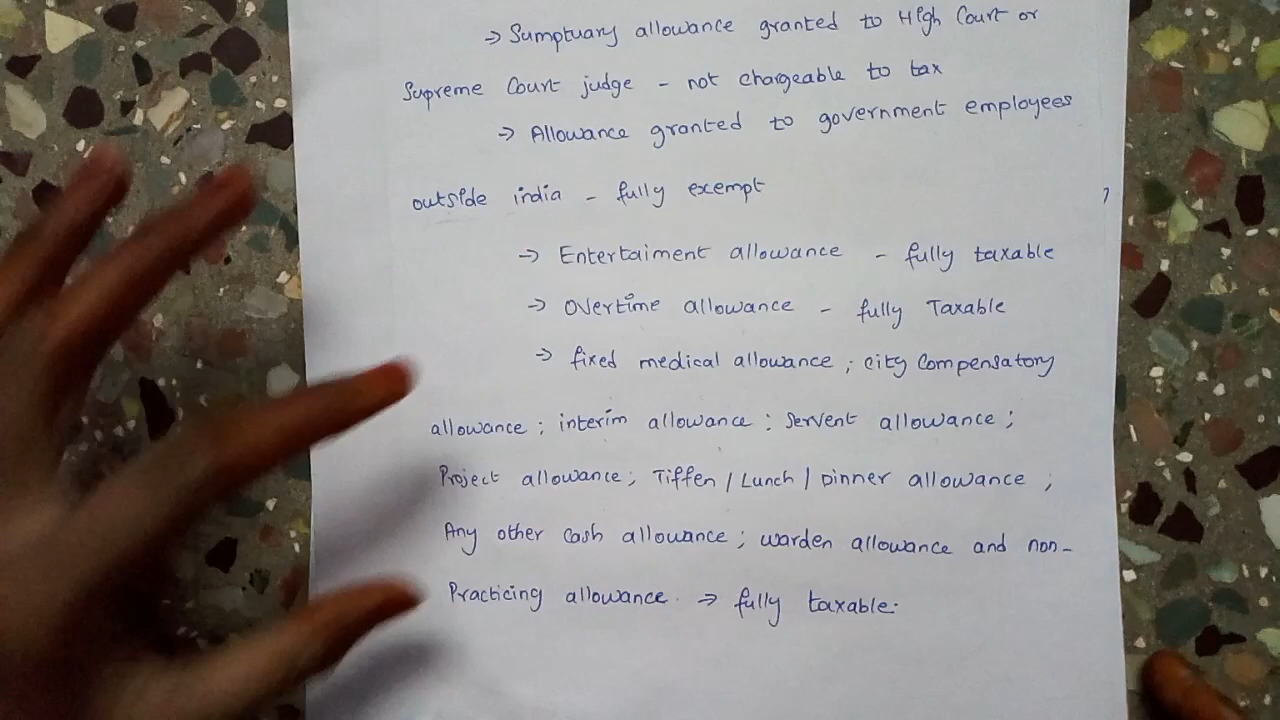 → Sumptuary allowance granted to High Court or
Supreme Court judge - not chargeable to tax
→ Allowance granted to government employees
outside india - fully exempt
→ Entertaiment allowance - fully taxable
→ Overtime allowance - fully Taxable
→ fixed medical allowance ; city compensatory
allowance ; interim allowance ; servent allowance ;
Project allowance ; Tiffen / Lunch / Dinner allowance ;
Any other cash allowance ; warden allowance and non-
Practicing allowance. → fully taxable.